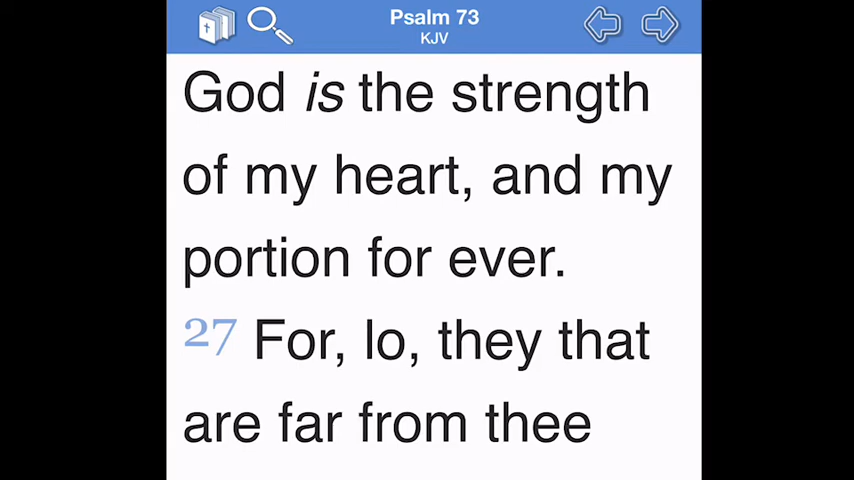 Psalm 73
KJV
God is the strength
of my heart, and my
portion for ever.
27 For, lo, they that
are far from thee